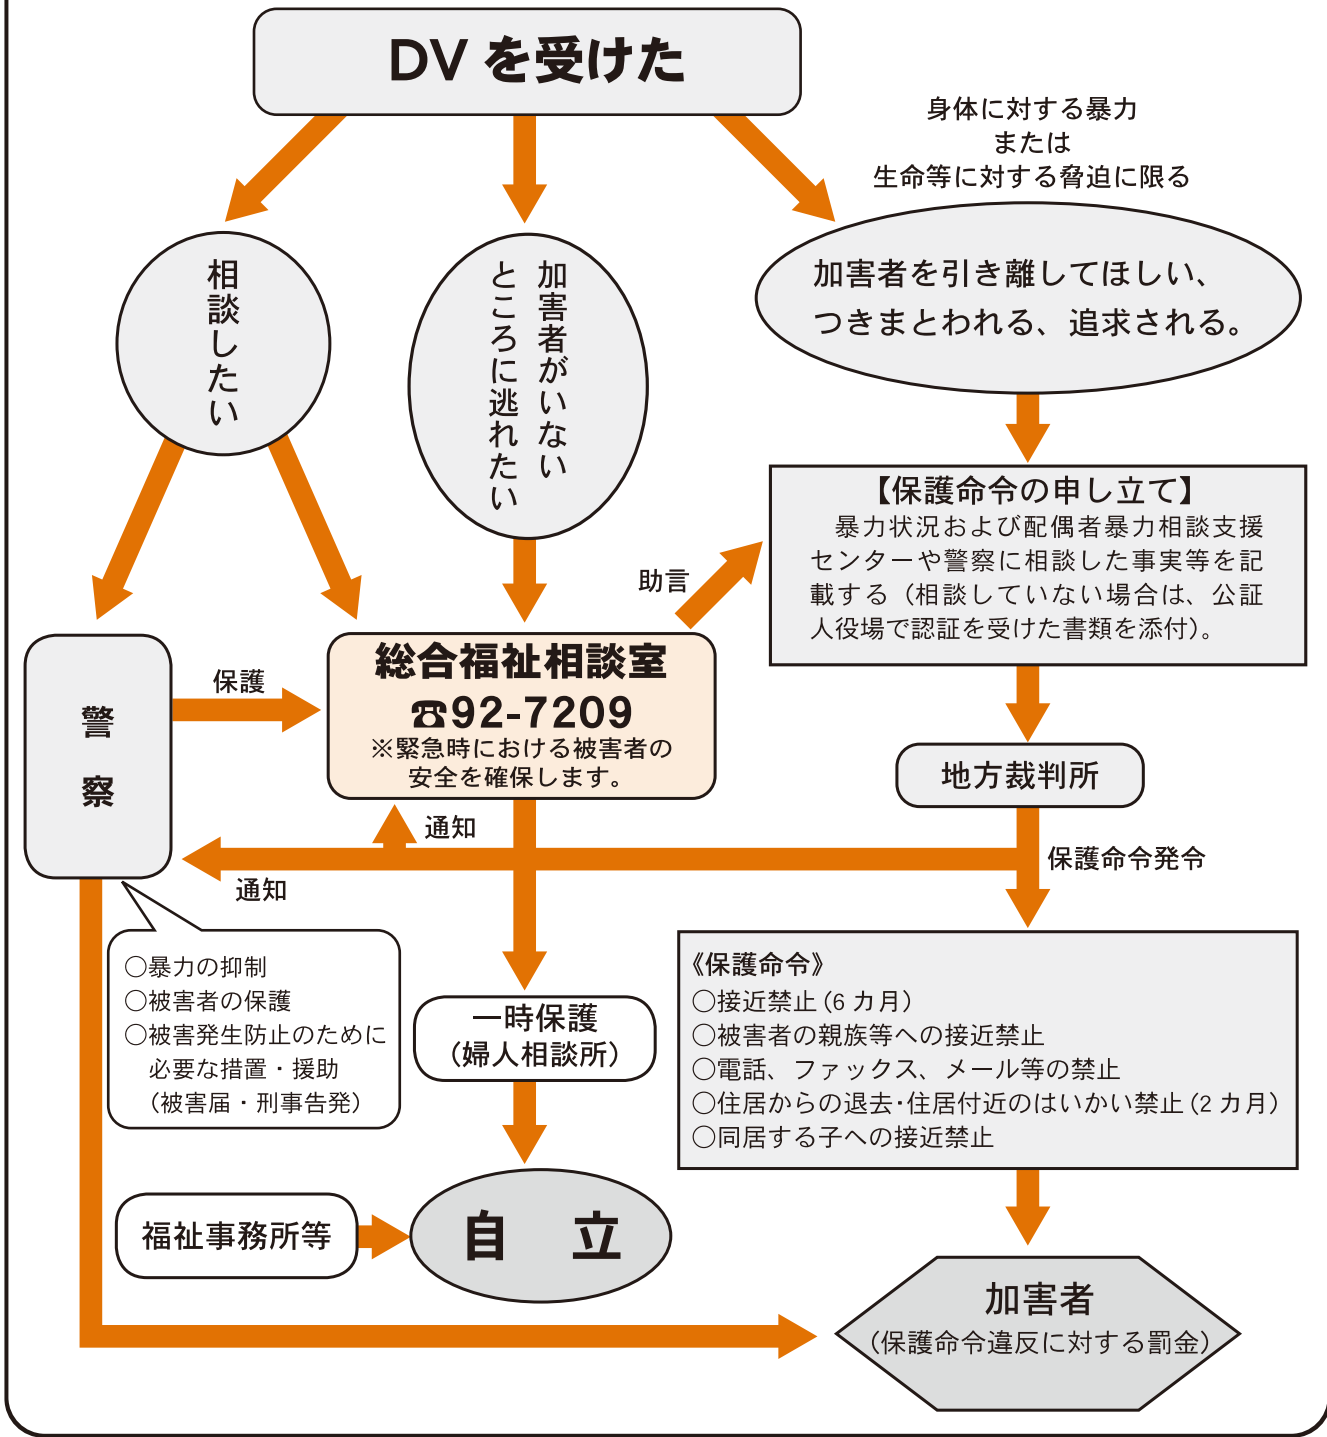 DV を受けた
身体に対する暴力
または
生命等に対する脅迫に限る
相談したい
加害者がいない
ところに逃れたい
加害者を引き離してほしい、
つきまとわれる、追求される。
【保護命令の申し立て】
暴力状況および配偶者暴力相談支援
センターや警察に相談した事実等を記
載する（相談していない場合は、公証
人役場で認証を受けた書類を添付）。
助言
警察
保護
総合福祉相談室
☎92-7209
※緊急時における被害者の
安全を確保します。
地方裁判所
通知
通知
保護命令発令
○暴力の抑制
○被害者の保護
○被害発生防止のために
必要な措置・援助
（被害届・刑事告発）
一時保護
（婦人相談所）
《保護命令》
○接近禁止（6 カ月）
○被害者の親族等への接近禁止
○電話、ファックス、メール等の禁止
○住居からの退去・住居付近のはいかい禁止（2 カ月）
○同居する子への接近禁止
福祉事務所等
自 立
加害者
（保護命令違反に対する罰金）